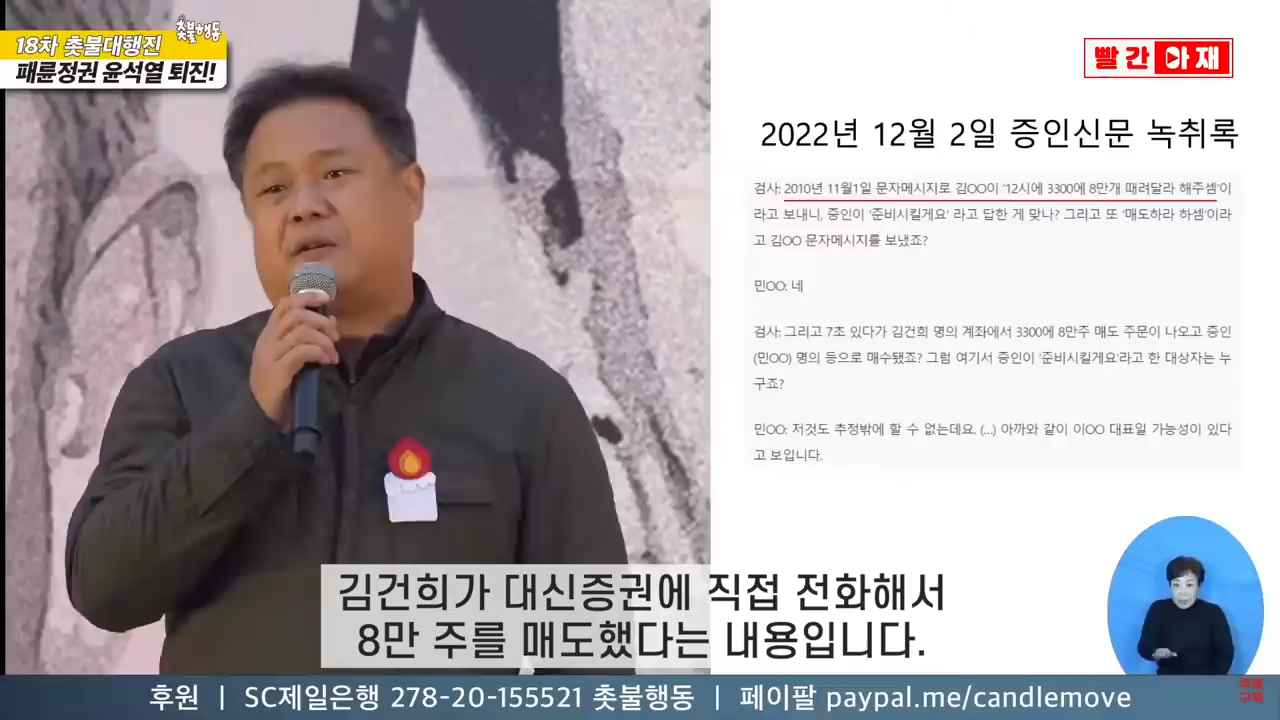 18차 촛불대행진
촛불행동
패륜정권 윤석열 퇴진!
빨간아재
2022년 12월 2일 증인신문 녹취록
검사: 2010년 11월1일 문자메시지로 김OO이 '12시에 3300에 8만개 때려달라 해주셈'이
라고 보내니, 증인이 '준비시킬게요' 라고 답한 게 맞나? 그리고 또 '매도하라 하셈'이라
고 김OO 문자메시지를 보냈죠?
민OO: 네
검사: 그리고 7초 있다가 김건희 명의 계좌에서 3300에 8만주 매도 주문이 나오고 증인
(민OO) 명의 등으로 매수됐죠? 그럼 여기서 증인이 '준비시킬게요'라고 한 대상자는 누
구죠?
민OO: 저것도 추정밖에 할 수 없는데요. (...) 아까와 같이 이OO 대표일 가능성이 있다
고 보입니다.
김건희가 대신증권에 직접 전화해서
8만 주를 매도했다는 내용입니다.
후원 | SC제일은행 278-20-155521 촛불행동 | 페이팔 paypal.me/candlemove